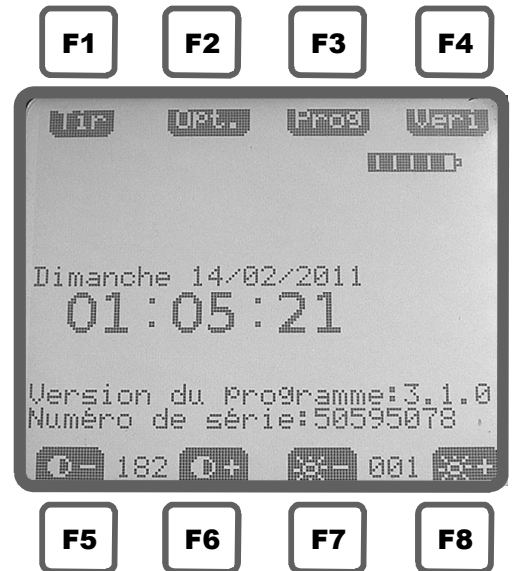 F1 F2 F3 F4
Tir Opt. Prog Veri
Dimanche 14/02/2011
01:05:21
Version du Programme:3.1.0
Numéro de série:50595078
- 182 + - 001 +
F5 F6 F7 F8